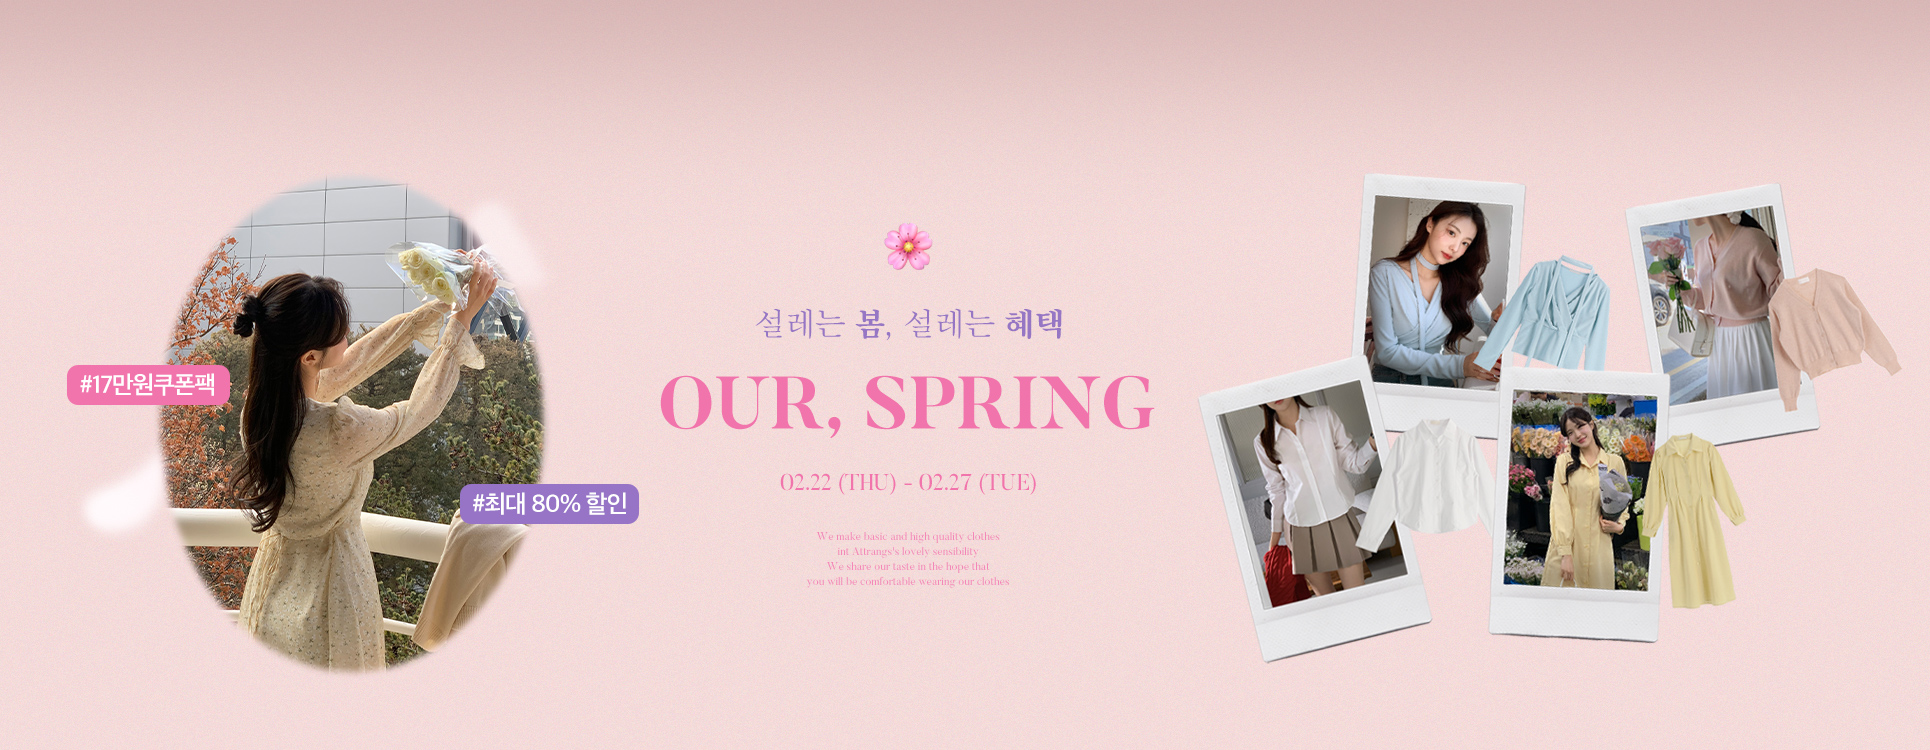 #17만원쿠폰팩
#최대 80% 할인
설레는 봄, 설레는 혜택
OUR, SPRING
02.22 (THU) - 02.27 (TUE)
We make basic and high quality clothes
int Attrangs's lovely sensibility
We share our taste in the hope that
you will be comfortable wearing our clothes